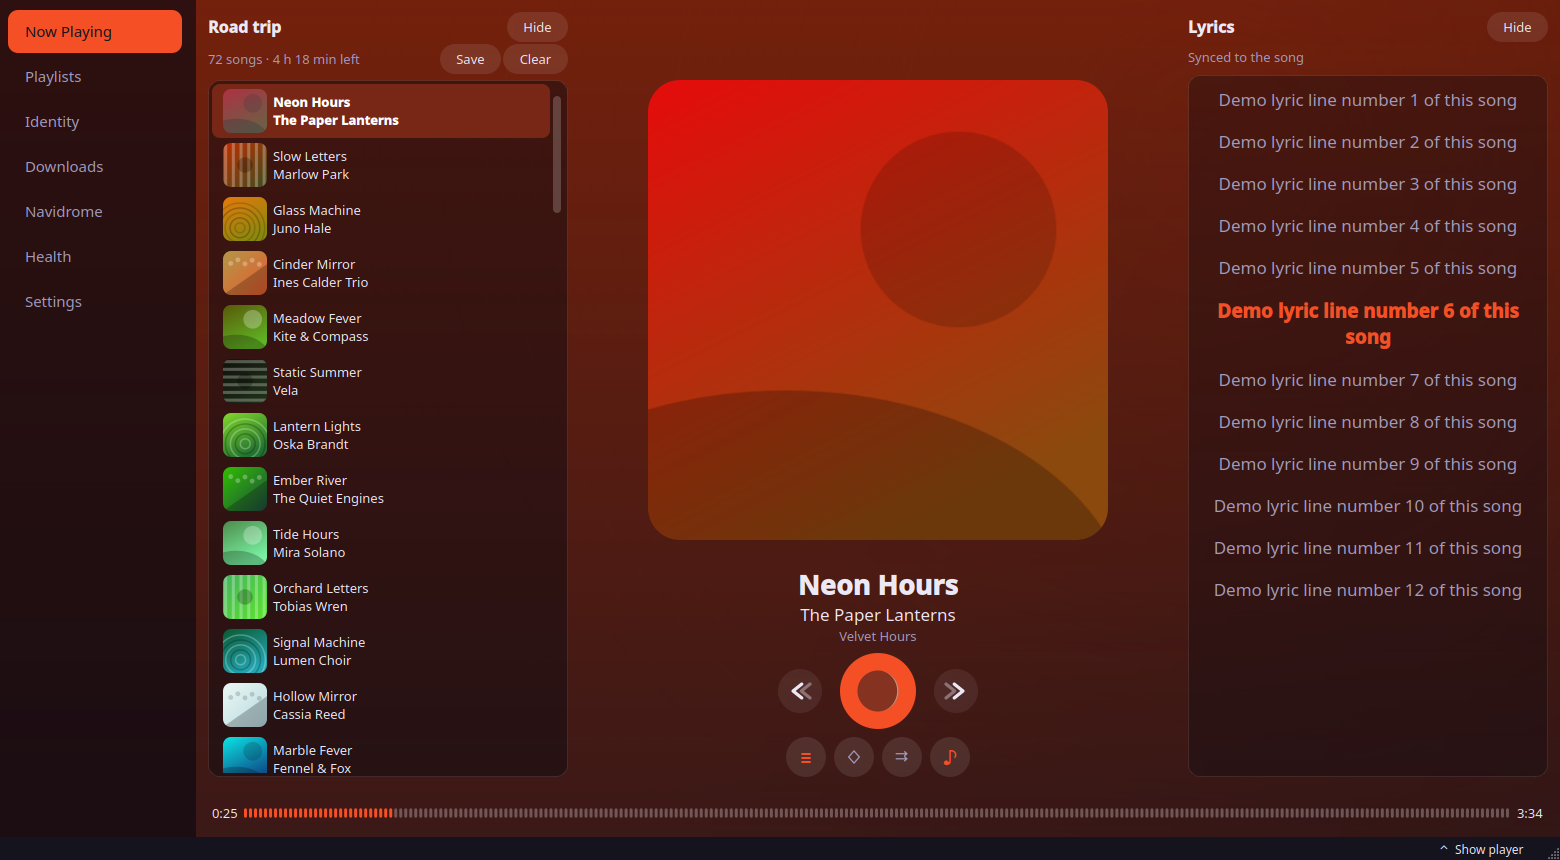 Now Playing
Playlists
Identity
Downloads
Navidrome
Health
Settings
Road trip
Hide
72 songs · 4 h 18 min left
Save
Clear
Neon Hours
The Paper Lanterns
Slow Letters
Marlow Park
Glass Machine
Juno Hale
Cinder Mirror
Ines Calder Trio
Meadow Fever
Kite & Compass
Static Summer
Vela
Lantern Lights
Oska Brandt
Ember River
The Quiet Engines
Tide Hours
Mira Solano
Orchard Letters
Tobias Wren
Signal Machine
Lumen Choir
Hollow Mirror
Cassia Reed
Marble Fever
Fennel & Fox
Neon Hours
The Paper Lanterns
Velvet Hours
Lyrics
Hide
Synced to the song
Demo lyric line number 1 of this song
Demo lyric line number 2 of this song
Demo lyric line number 3 of this song
Demo lyric line number 4 of this song
Demo lyric line number 5 of this song
Demo lyric line number 6 of this
song
Demo lyric line number 7 of this song
Demo lyric line number 8 of this song
Demo lyric line number 9 of this song
Demo lyric line number 10 of this song
Demo lyric line number 11 of this song
Demo lyric line number 12 of this song
0:25
3:34
Show player